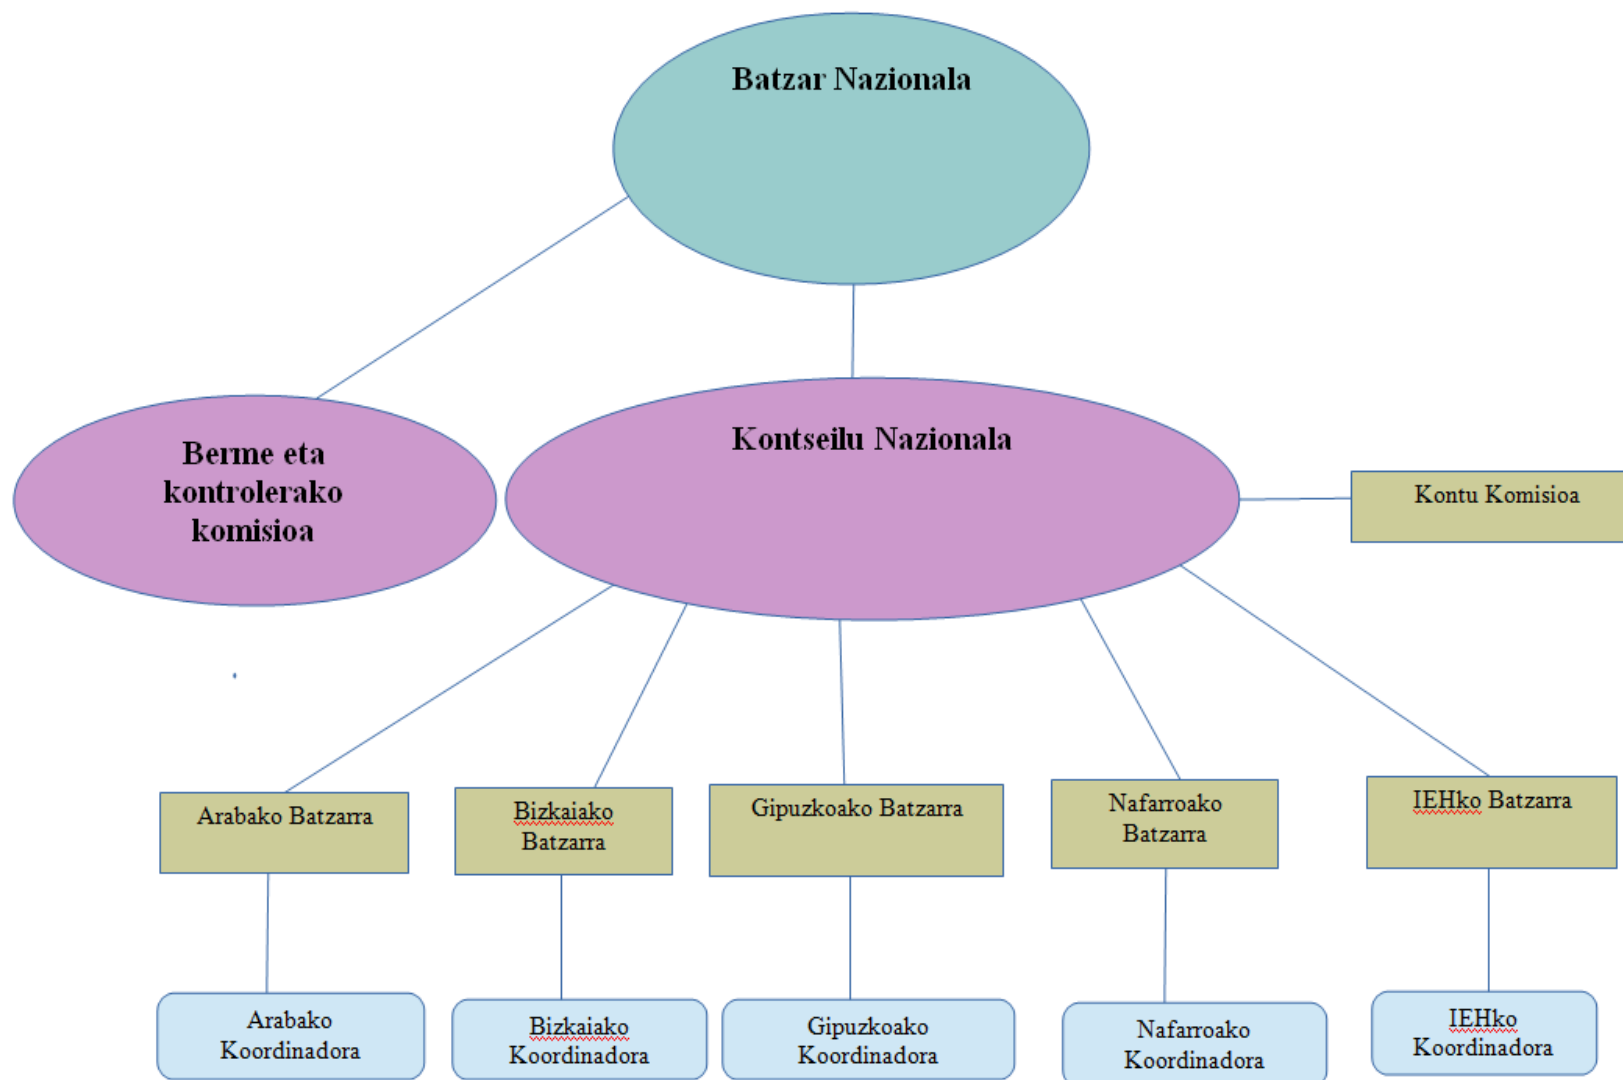 Batzar Nazionala
Berme eta
kontrolerako
komisioa
Kontseilu Nazionala
Kontu Komisioa
Arabako Batzarra
Bizkaiako
Batzarra
Gipuzkoako Batzarra
Nafarroako
Batzarra
IEHko Batzarra
Arabako
Koordinadora
Bizkaiako
Koordinadora
Gipuzkoako
Koordinadora
Nafarroako
Koordinadora
IEHko
Koordinadora